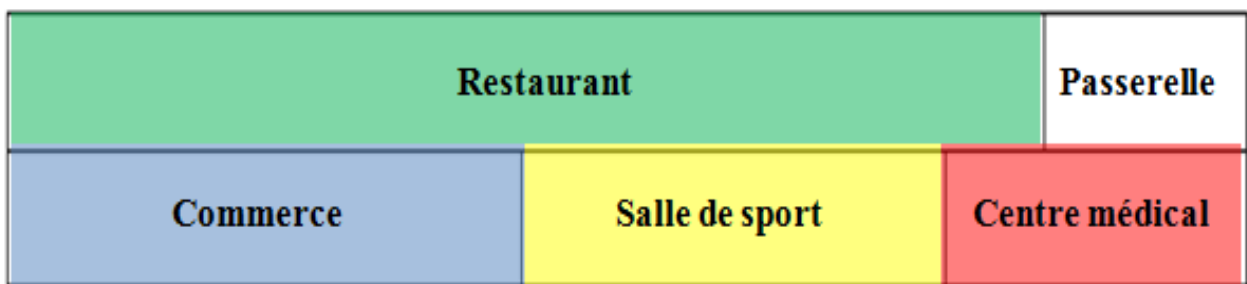 Restaurant
Passerelle
Commerce
Salle de sport
Centre médical